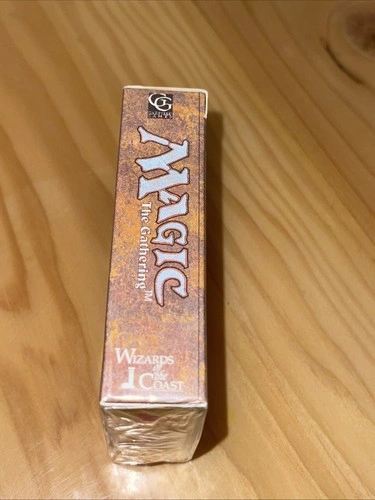 GG
MAGIC
The Gathering™
WIZARDS
of the
COAST